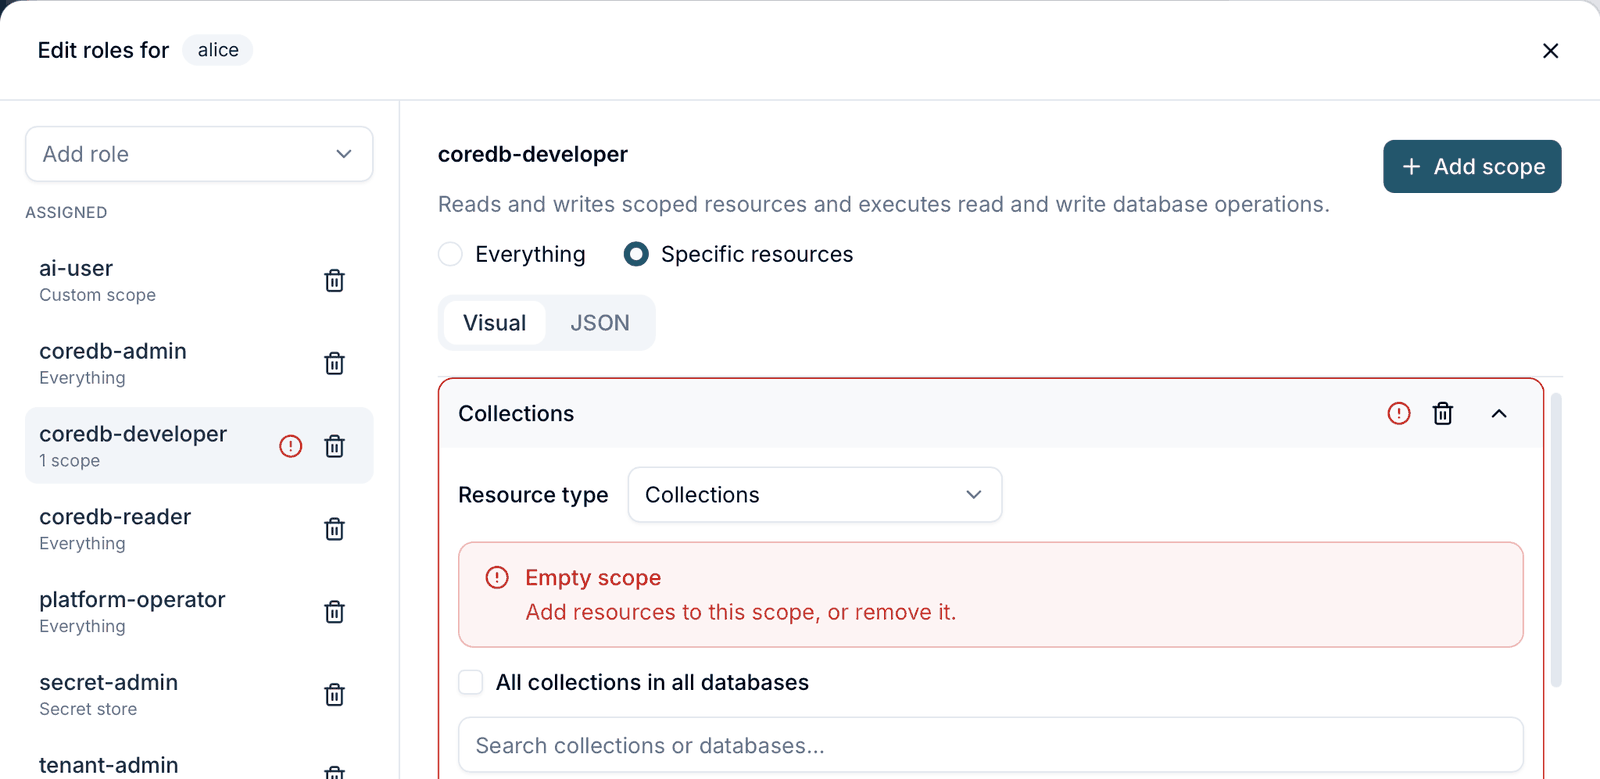 Edit roles for alice
Add role
ASSIGNED
ai-user
Custom scope
coredb-admin
Everything
coredb-developer
1 scope
coredb-reader
Everything
platform-operator
Everything
secret-admin
Secret store
tenant-admin
coredb-developer
Add scope
Reads and writes scoped resources and executes read and write database operations.
Everything
Specific resources
Visual
JSON
Collections
Resource type
Collections
Empty scope
Add resources to this scope, or remove it.
All collections in all databases
Search collections or databases...